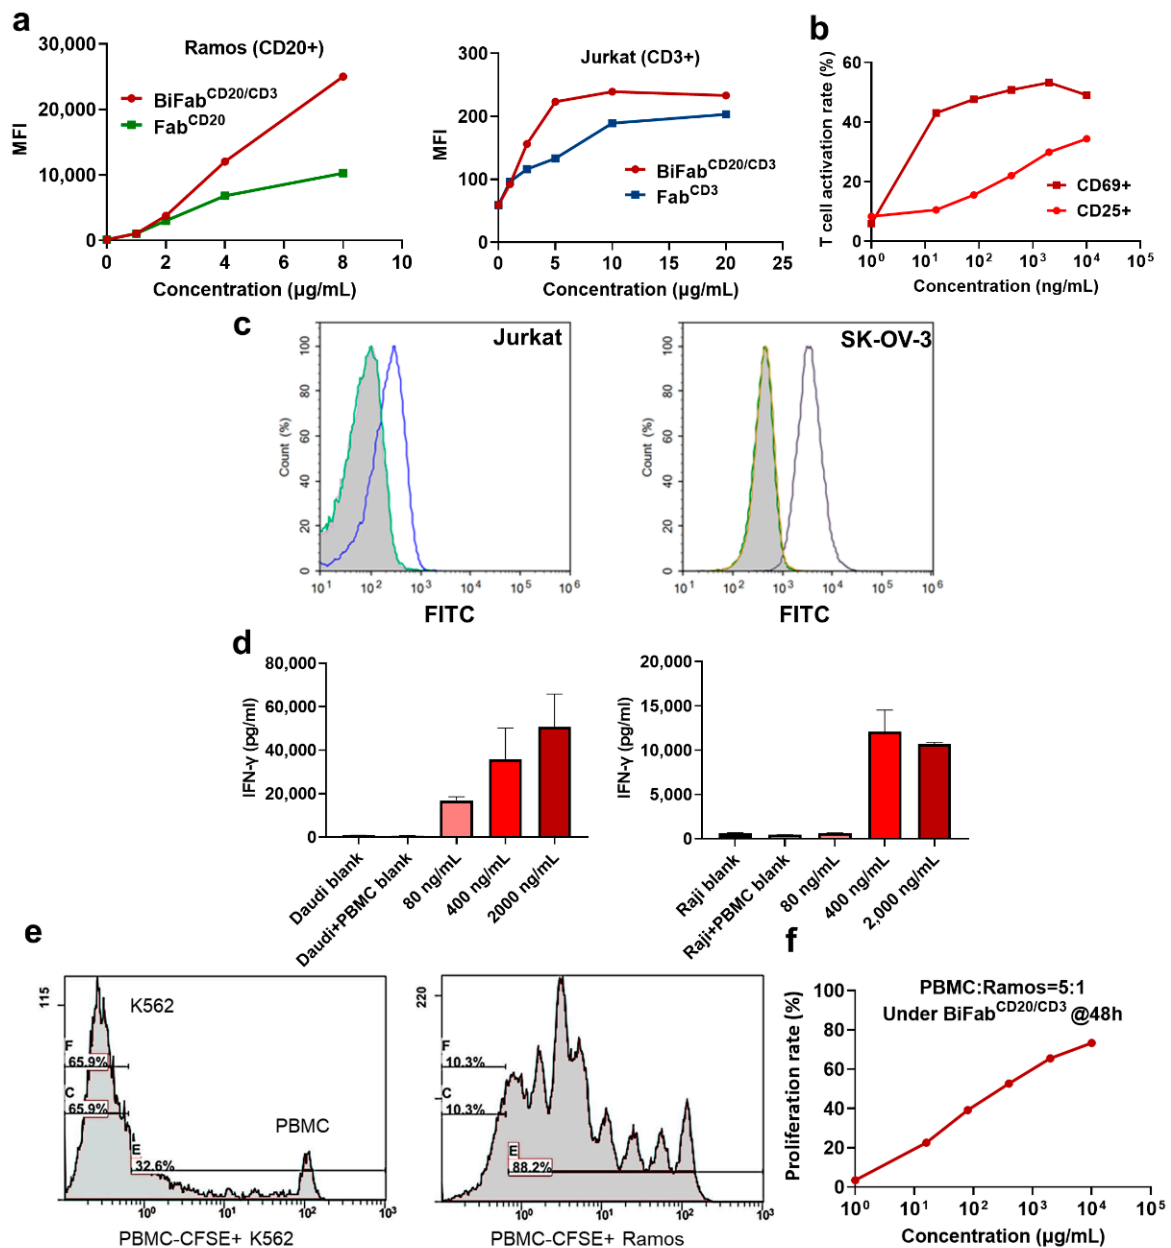 a
Ramos (CD20+)
30,000
20,000
10,000
0
MFI
BiFabCD20/CD3
FabCD20
0 2 4 6 8 10
Concentration (µg/mL)
Jurkat (CD3+)
300
200
100
0
MFI
BiFabCD20/CD3
FabCD3
0 5 10 15 20 25
Concentration (µg/mL)
b
60
40
20
0
T cell activation rate (%)
CD69+
CD25+
100 101 102 103 104 105
Concentration (ng/mL)
c
Jurkat
100
80
60
40
20
0
Count (%)
101 102 103 104 105 106
FITC
SK-OV-3
100
80
60
40
20
0
Count (%)
101 102 103 104 105 106
FITC
d
80,000
60,000
40,000
20,000
0
IFN-γ (pg/ml)
Daudi blank
Daudi+PBMC blank
80 ng/mL
400 ng/mL
2000 ng/mL
20,000
15,000
10,000
5,000
0
IFN-γ (pg/ml)
Raji blank
Raji+PBMC blank
80 ng/mL
400 ng/mL
2,000 ng/mL
e
115
K562
F
65.9%
C
65.9%
E
32.6%
PBMC
100 101 102 103
PBMC-CFSE+ K562
220
F
10.3%
C
10.3%
E
88.2%
100 101 102 103
PBMC-CFSE+ Ramos
f
PBMC:Ramos=5:1
Under BiFabCD20/CD3 @48h
100
80
60
40
20
0
Proliferation rate (%)
100 101 102 103 104 105
Concentration (µg/mL)